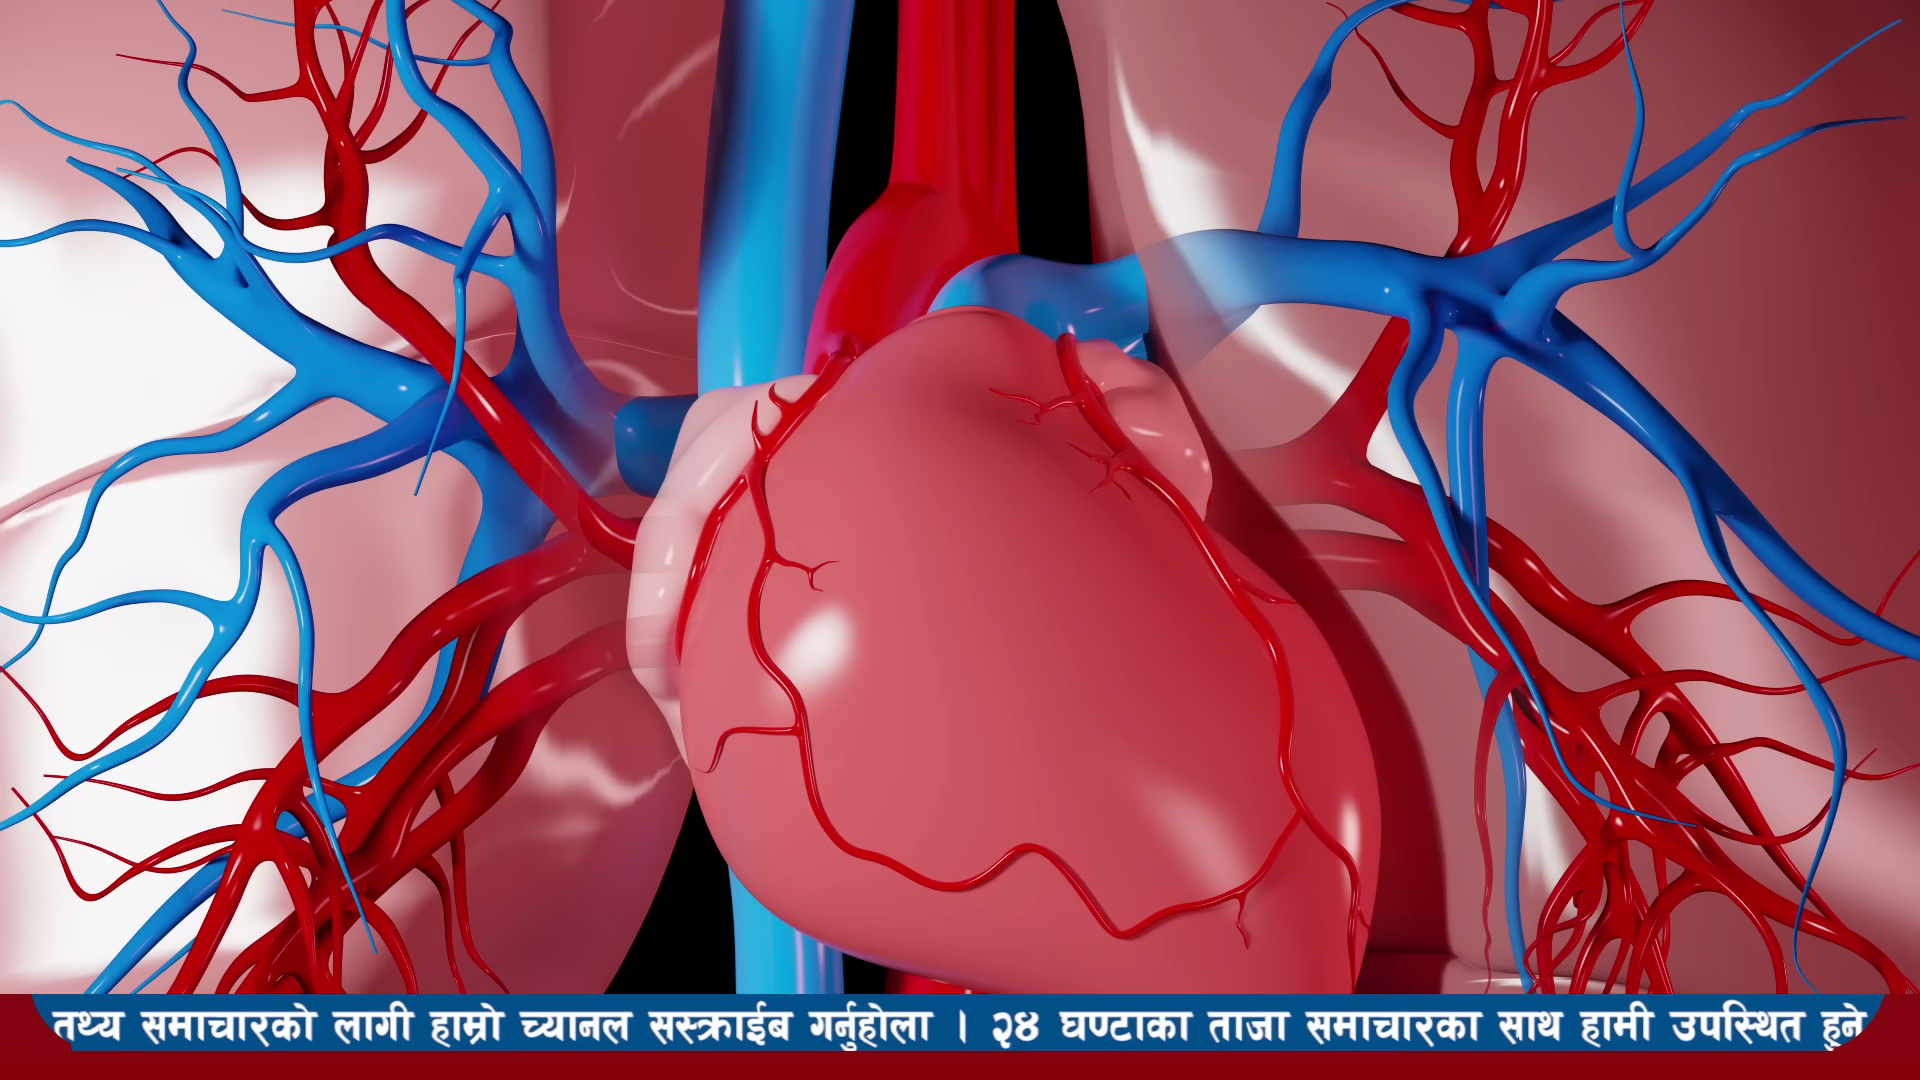 तथ्य समाचारको लागी हाम्रो च्यानल सस्क्राईब गर्नुहोला । २४ घण्टाका ताजा समाचारका साथ हामी उपस्थित हुने